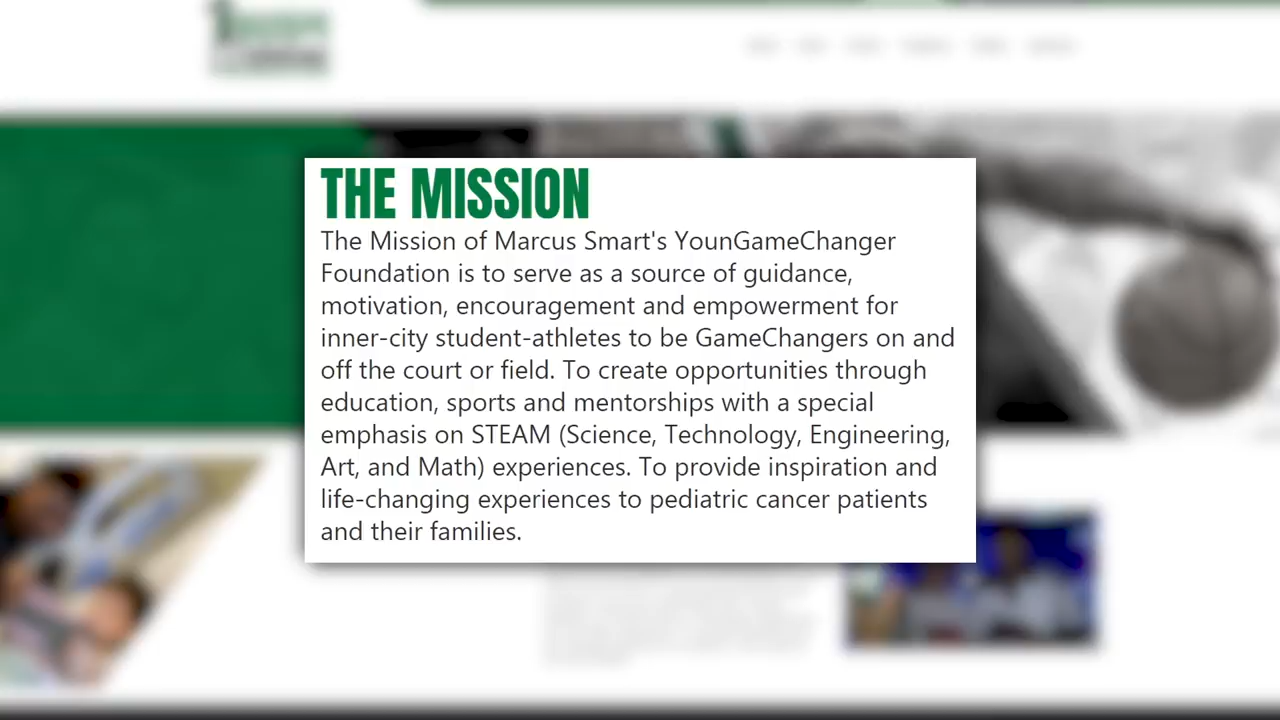 THE MISSION
The Mission of Marcus Smart's YounGameChanger
Foundation is to serve as a source of guidance,
motivation, encouragement and empowerment for
inner-city student-athletes to be GameChangers on and
off the court or field. To create opportunities through
education, sports and mentorships with a special
emphasis on STEAM (Science, Technology, Engineering,
Art, and Math) experiences. To provide inspiration and
life-changing experiences to pediatric cancer patients
and their families.